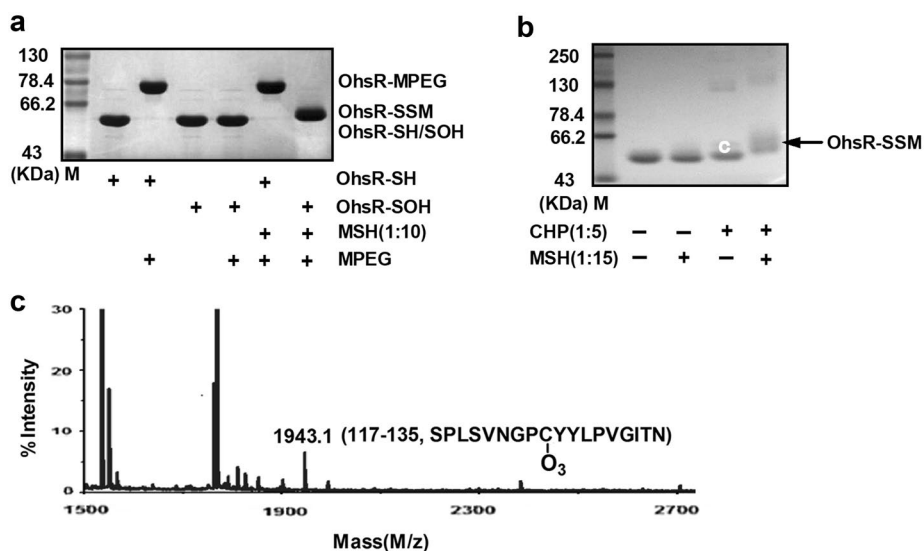 a
130
78.4
66.2
43
(KDa) M
OhsR-MPEG
OhsR-SSM
OhsR-SH/SOH
+ + + OhsR-SH
+ + + OhsR-SOH
+ + MSH(1:10)
+ + + + MPEG
b
250
130
78.4
66.2
43
(KDa) M
c
OhsR-SSM
CHP(1:5) – – + +
MSH(1:15) – + – +
c
% Intensity
30
20
10
0
1943.1 (117-135, SPLSVNGPCYYLPVGITN)
O3
1500 1900 2300 2700
Mass(M/z)